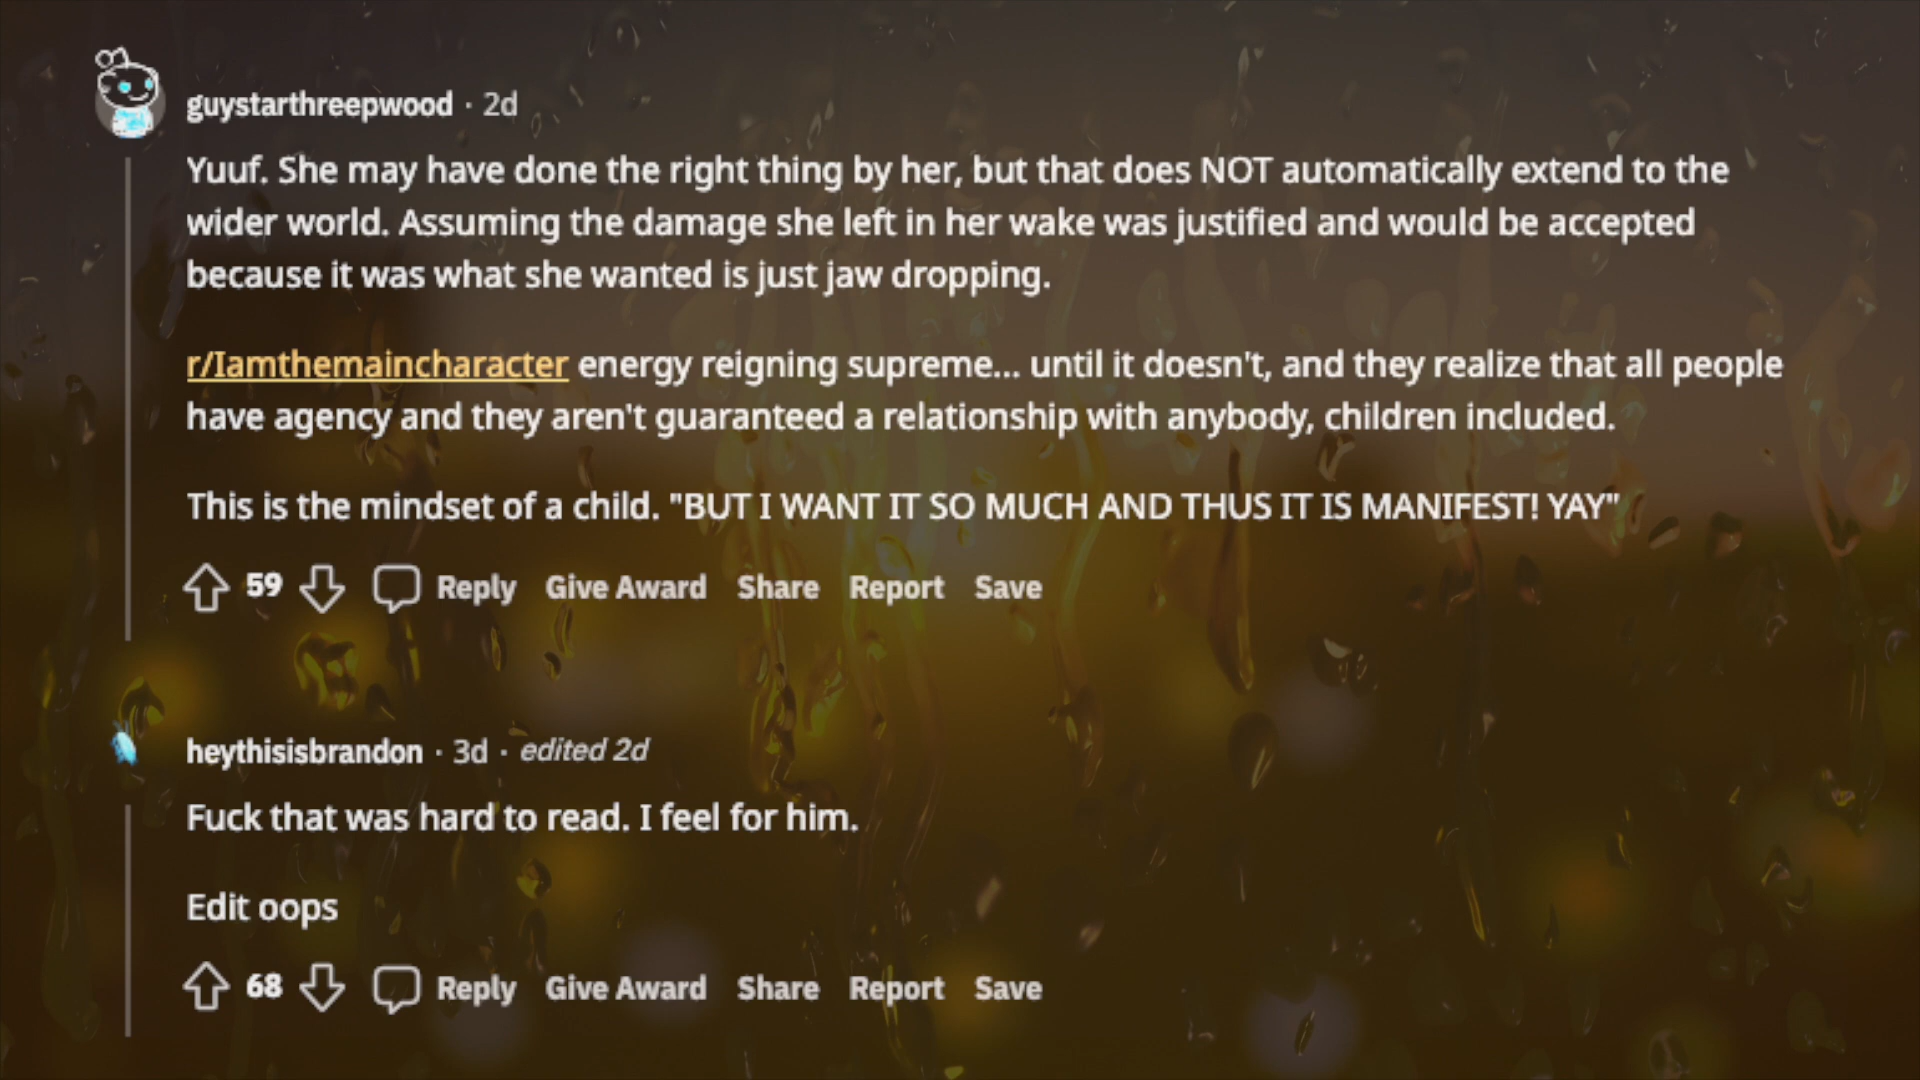 guystarthreepwood · 2d
Yuuf. She may have done the right thing by her, but that does NOT automatically extend to the
wider world. Assuming the damage she left in her wake was justified and would be accepted
because it was what she wanted is just jaw dropping.
r/Iamthemaincharacter energy reigning supreme... until it doesn't, and they realize that all people
have agency and they aren't guaranteed a relationship with anybody, children included.
This is the mindset of a child. "BUT I WANT IT SO MUCH AND THUS IT IS MANIFEST! YAY"
59 Reply Give Award Share Report Save
heythisisbrandon · 3d · edited 2d
Fuck that was hard to read. I feel for him.
Edit oops
68 Reply Give Award Share Report Save